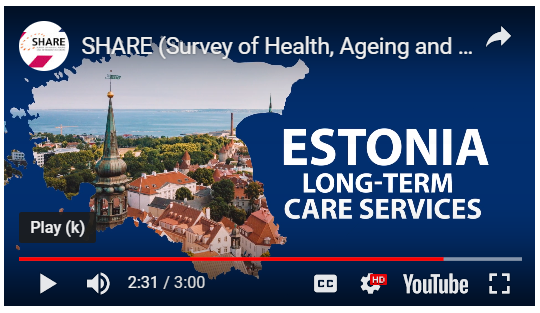 SHARE
SHARE (Survey of Health, Ageing and ...
ESTONIA
LONG-TERM
CARE SERVICES
Play (k)
2:31 / 3:00
CC
HD
YouTube